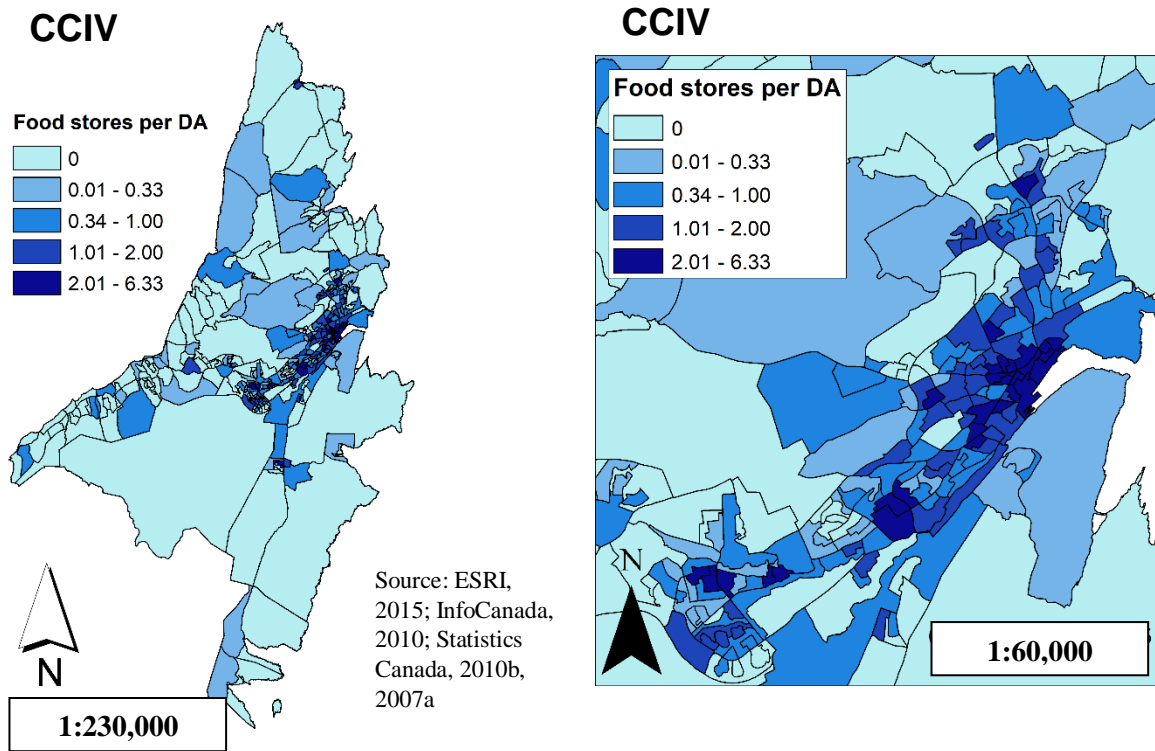 CCIV
Food stores per DA
0
0.01 - 0.33
0.34 - 1.00
1.01 - 2.00
2.01 - 6.33
N
1:230,000
Source: ESRI,
2015; InfoCanada,
2010; Statistics
Canada, 2010b,
2007a
CCIV
Food stores per DA
0
0.01 - 0.33
0.34 - 1.00
1.01 - 2.00
2.01 - 6.33
N
1:60,000